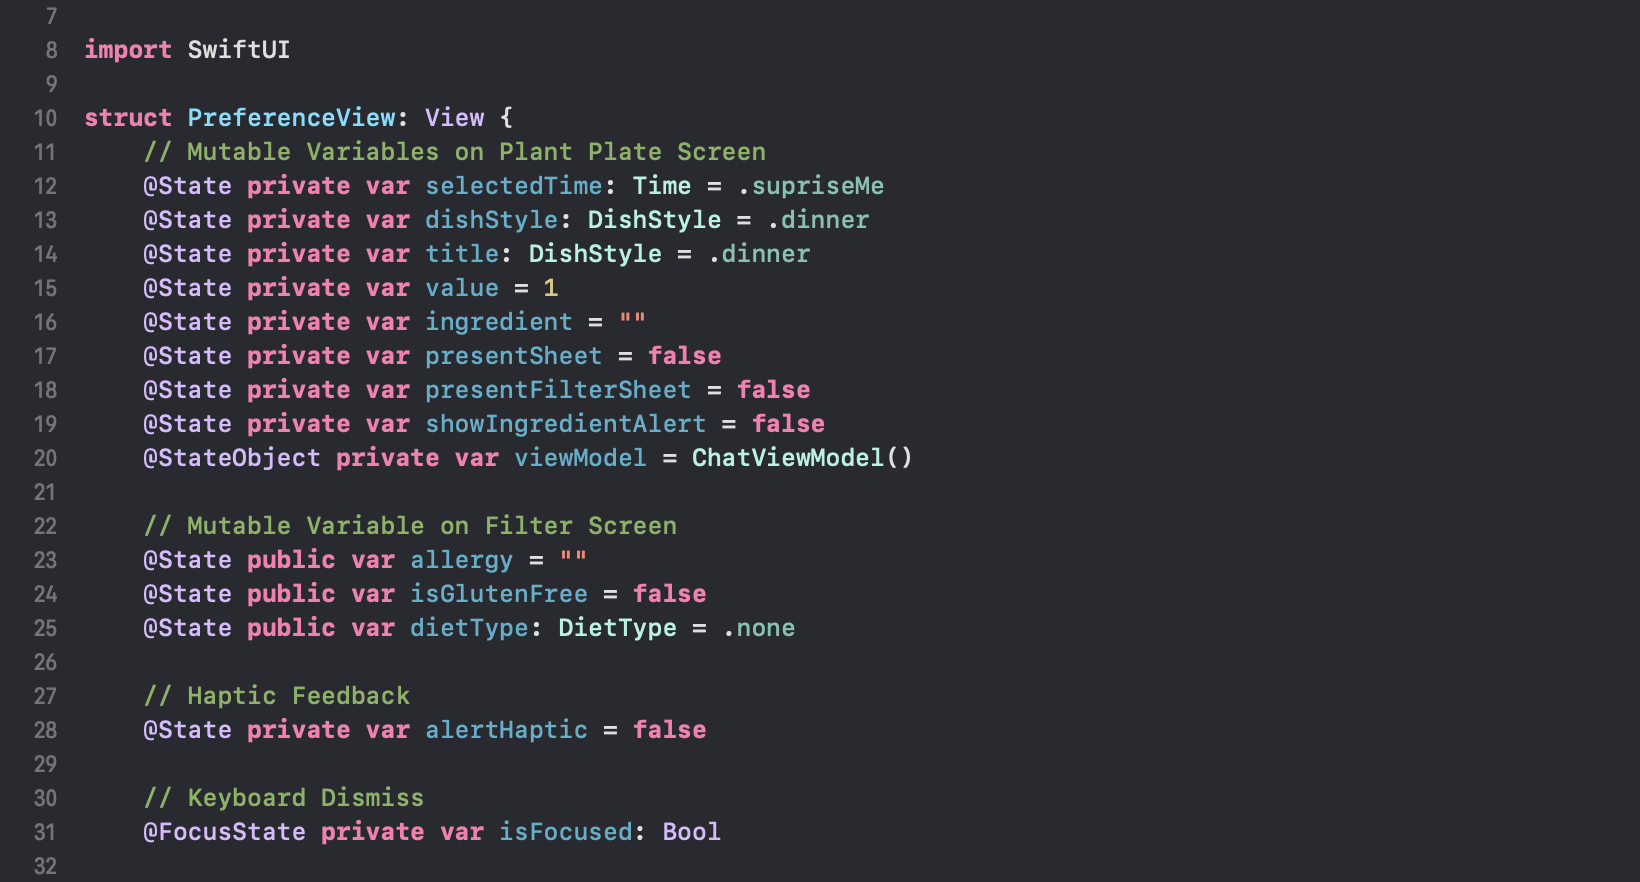 7
8 import SwiftUI
9
10 struct PreferenceView: View {
11 // Mutable Variables on Plant Plate Screen
12 @State private var selectedTime: Time = .supriseMe
13 @State private var dishStyle: DishStyle = .dinner
14 @State private var title: DishStyle = .dinner
15 @State private var value = 1
16 @State private var ingredient = ""
17 @State private var presentSheet = false
18 @State private var presentFilterSheet = false
19 @State private var showIngredientAlert = false
20 @StateObject private var viewModel = ChatViewModel()
21
22 // Mutable Variable on Filter Screen
23 @State public var allergy = ""
24 @State public var isGlutenFree = false
25 @State public var dietType: DietType = .none
26
27 // Haptic Feedback
28 @State private var alertHaptic = false
29
30 // Keyboard Dismiss
31 @FocusState private var isFocused: Bool
32